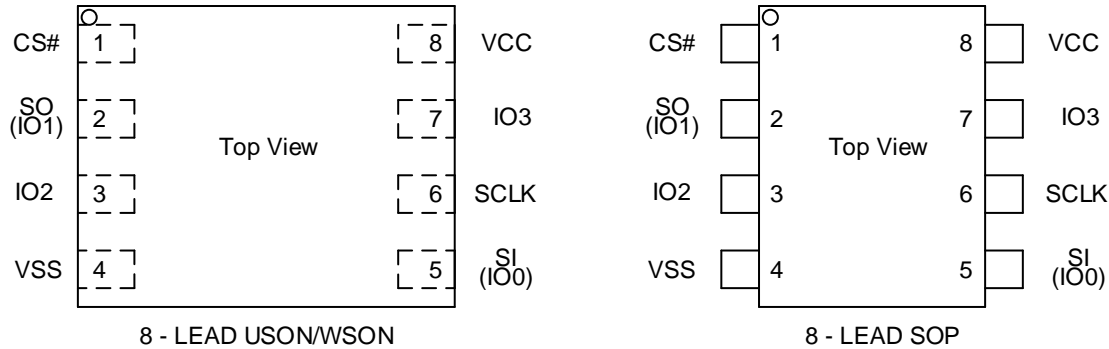 CS# 1 8 VCC
SO
(IO1) 2 7 IO3
Top View
IO2 3 6 SCLK
VSS 4 5 SI
(IO0)
8 - LEAD USON/WSON
CS# 1 8 VCC
SO
(IO1) 2 7 IO3
Top View
IO2 3 6 SCLK
VSS 4 5 SI
(IO0)
8 - LEAD SOP